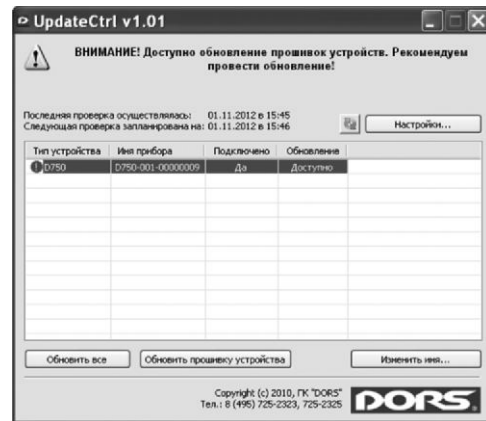 UpdateCtrl v1.01
ВНИМАНИЕ! Доступно обновление прошивок устройств. Рекомендуем
провести обновление!
Последняя проверка осуществлялась: 01.11.2012 в 15:45
Следующая проверка запланирована на: 01.11.2012 в 15:46
Настройки...
Тип устройства Имя прибора Подключено Обновление
D750 D750-001-00000009 Да Доступно
Обновить все Обновить прошивку устройства Изменить имя...
Copyright (c) 2010, ГК "DORS"
Тел.: 8 (495) 725-2323, 725-2325
DORS